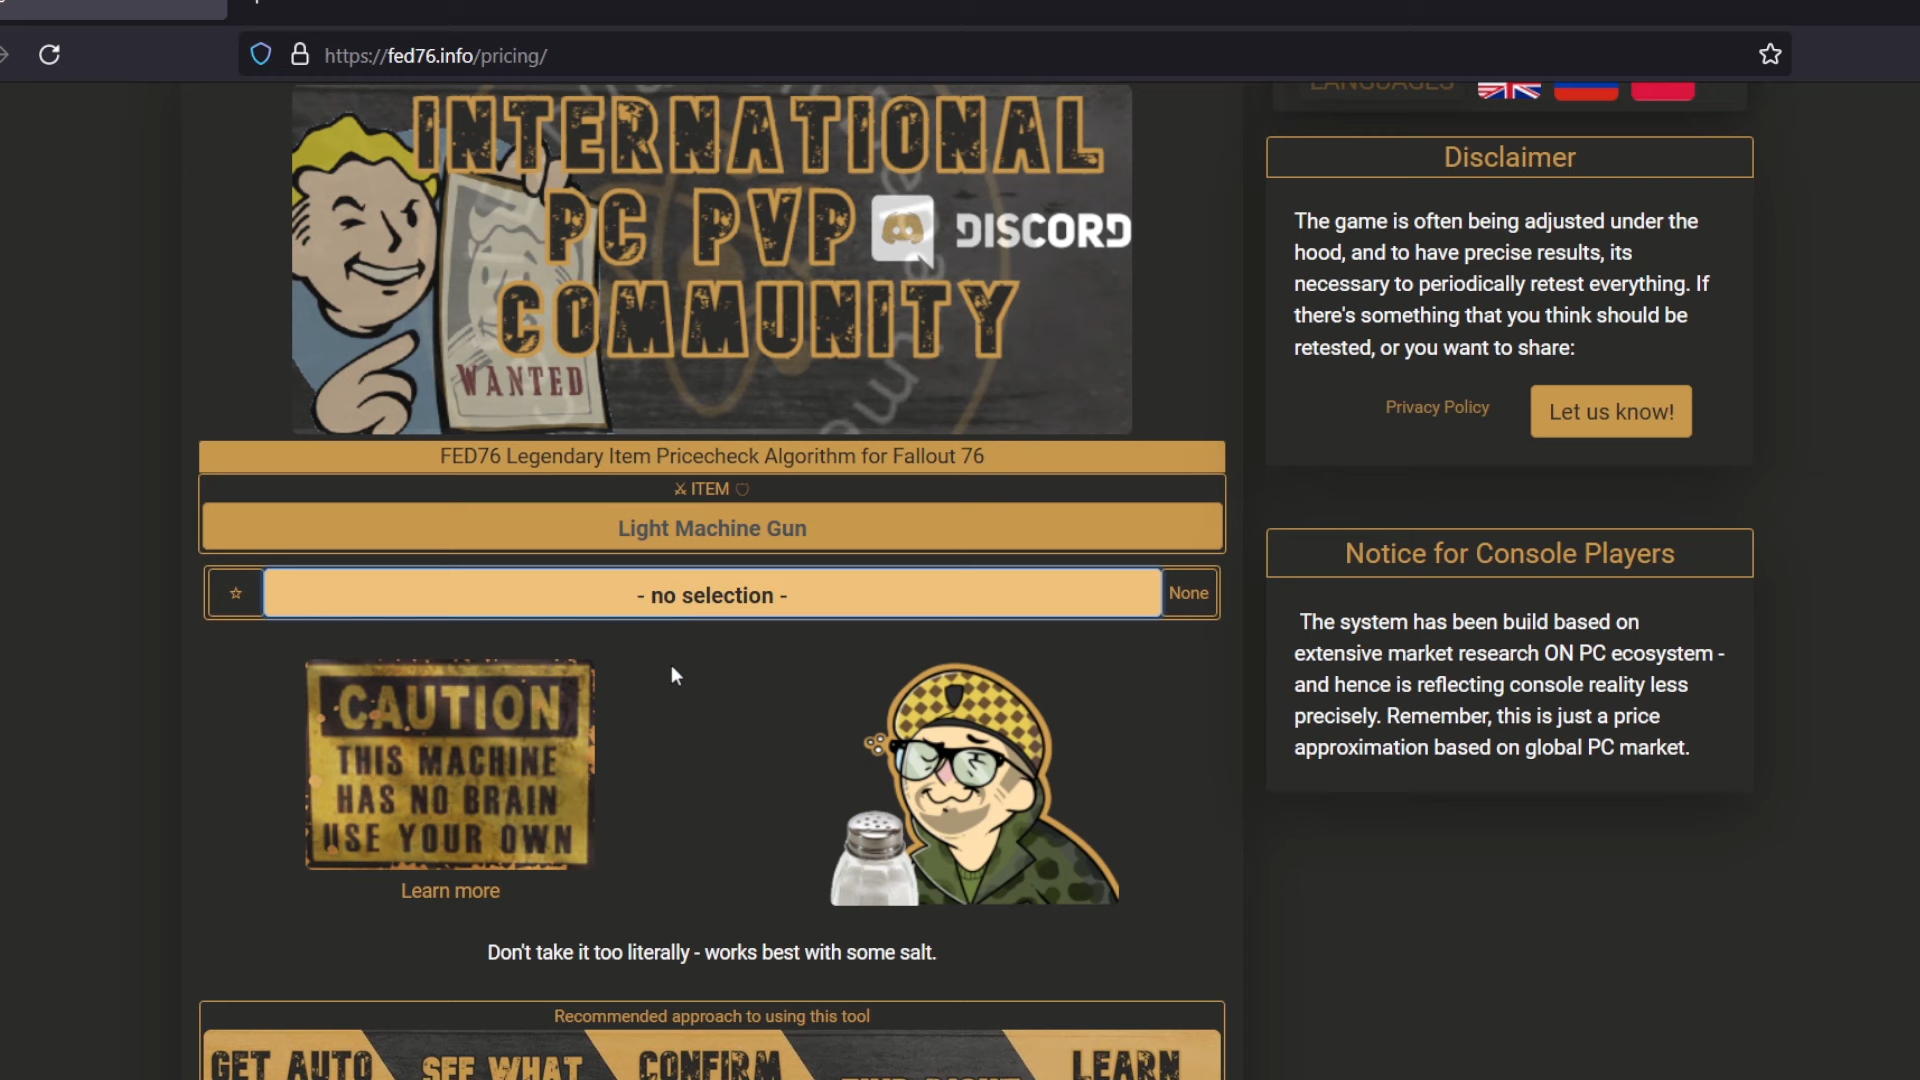 https://fed76.info/pricing/
LANGUAGES
INTERNATIONAL
PC PVP DISCORD
COMMUNITY
WANTED
FED76 Legendary Item Pricecheck Algorithm for Fallout 76
ITEM
Light Machine Gun
- no selection -
None
CAUTION
THIS MACHINE
HAS NO BRAIN
USE YOUR OWN
Learn more
Don't take it too literally - works best with some salt.
Recommended approach to using this tool
GET AUTO SEE WHAT CONFIRM LEARN
Disclaimer
The game is often being adjusted under the
hood, and to have precise results, its
necessary to periodically retest everything. If
there's something that you think should be
retested, or you want to share:
Privacy Policy
Let us know!
Notice for Console Players
The system has been build based on
extensive market research ON PC ecosystem -
and hence is reflecting console reality less
precisely. Remember, this is just a price
approximation based on global PC market.